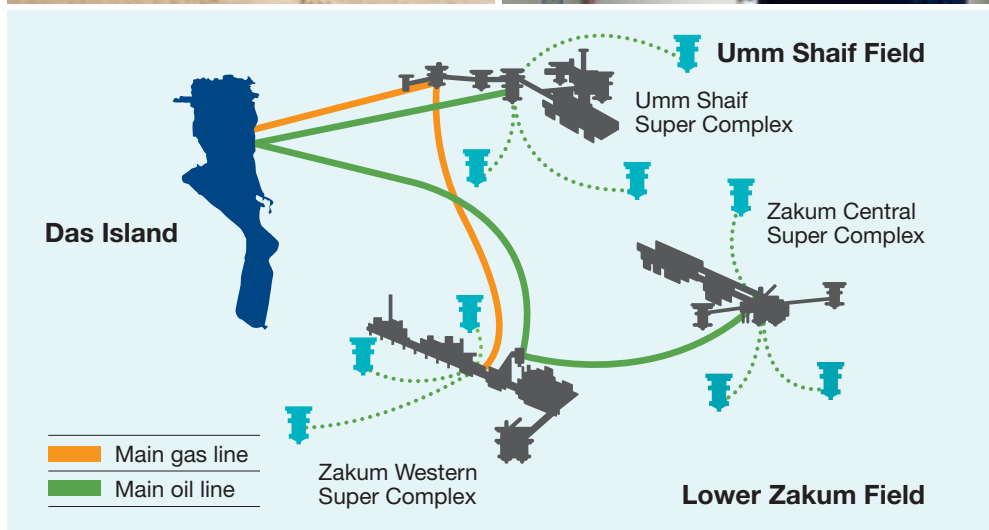 Umm Shaif Field
Umm Shaif
Super Complex
Zakum Central
Super Complex
Das Island
Main gas line
Main oil line
Zakum Western
Super Complex
Lower Zakum Field